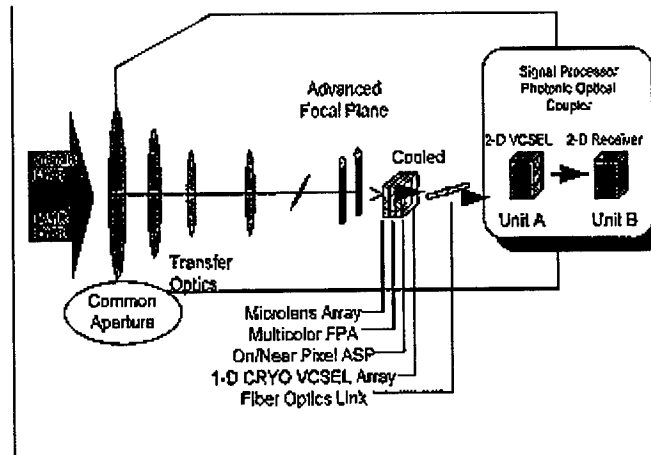 Signal Processor
Photonic Optical
Coupler
2-D VCSEL
2-D Receiver
Unit A
Unit B
Advanced
Focal Plane
Cooled
Transfer
Optics
Common
Aperture
Microlens Array
Multicolor FPA
On/Near Pixel ASP
1-D CRYO VCSEL Array
Fiber Optics Link